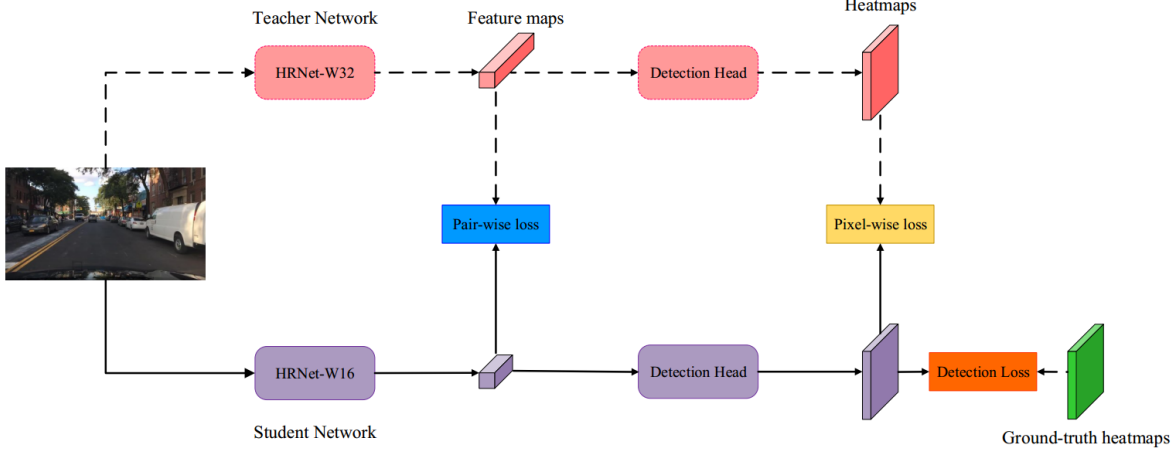 Heatmaps
Teacher Network
Feature maps
HRNet-W32
Detection Head
Pair-wise loss
Pixel-wise loss
HRNet-W16
Detection Head
Detection Loss
Student Network
Ground-truth heatmaps